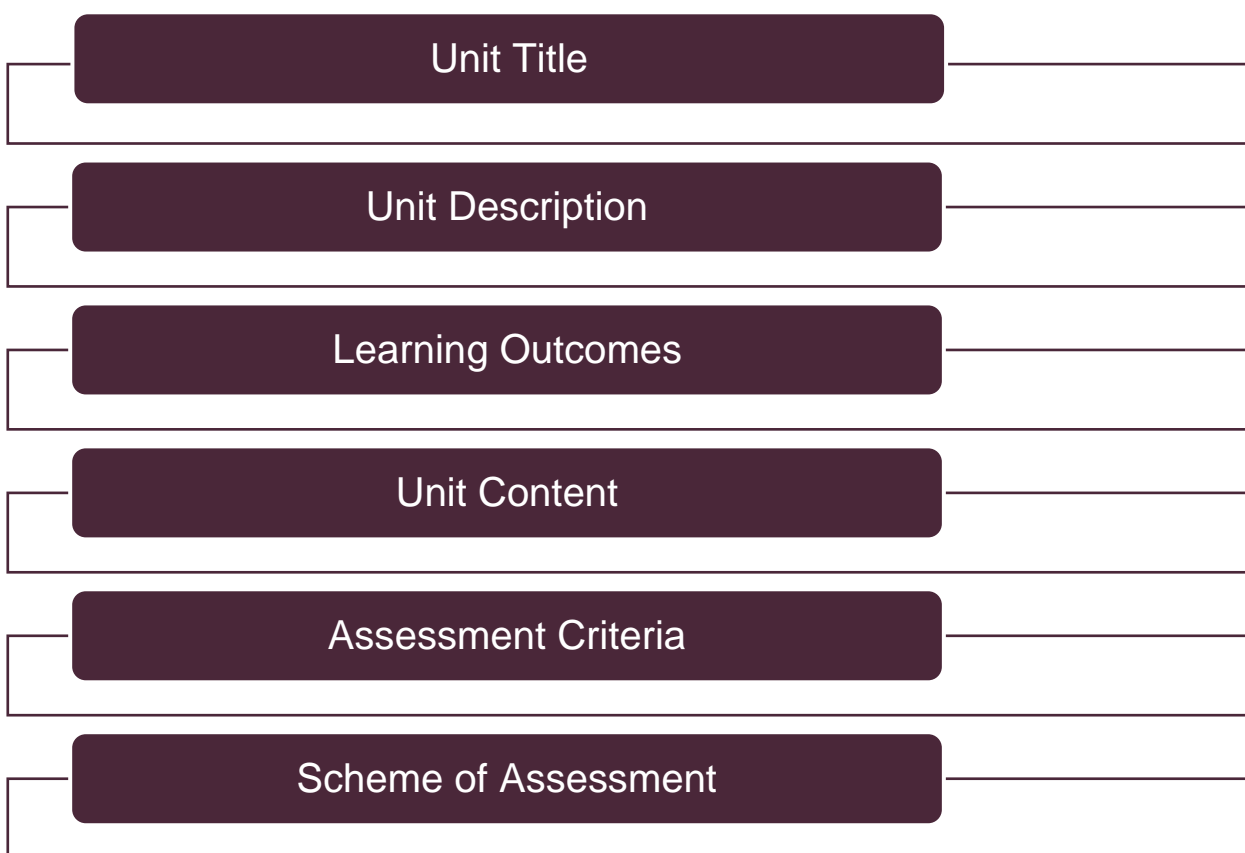 Unit Title
Unit Description
Learning Outcomes
Unit Content
Assessment Criteria
Scheme of Assessment